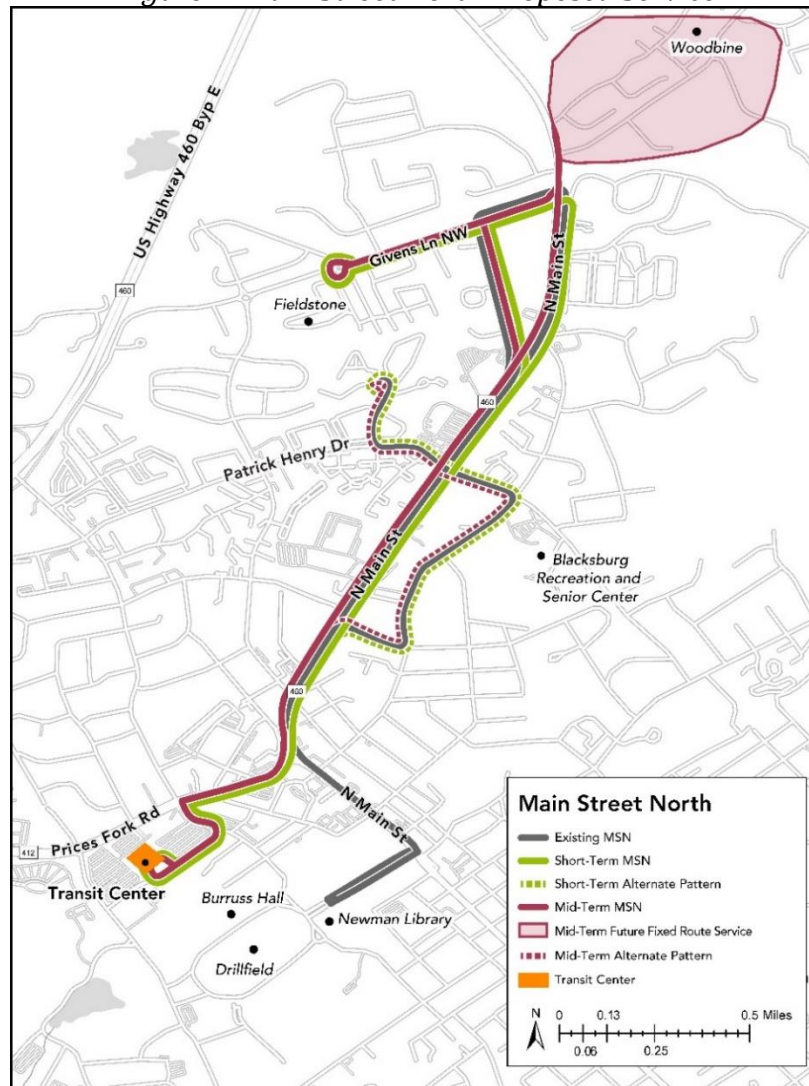 Woodbine
US Highway 460 Byp E
460
Givens Ln NW
N Main St
Fieldstone
460
Patrick Henry Dr
N Main St
Blacksburg
Recreation and
Senior Center
460
N Main St
Prices Fork Rd
412
Transit Center
Burruss Hall
Newman Library
Drillfield
Main Street North
Existing MSN
Short-Term MSN
Short-Term Alternate Pattern
Mid-Term MSN
Mid-Term Future Fixed Route Service
Mid-Term Alternate Pattern
Transit Center
N
0 0.13 0.5 Miles
0.06 0.25